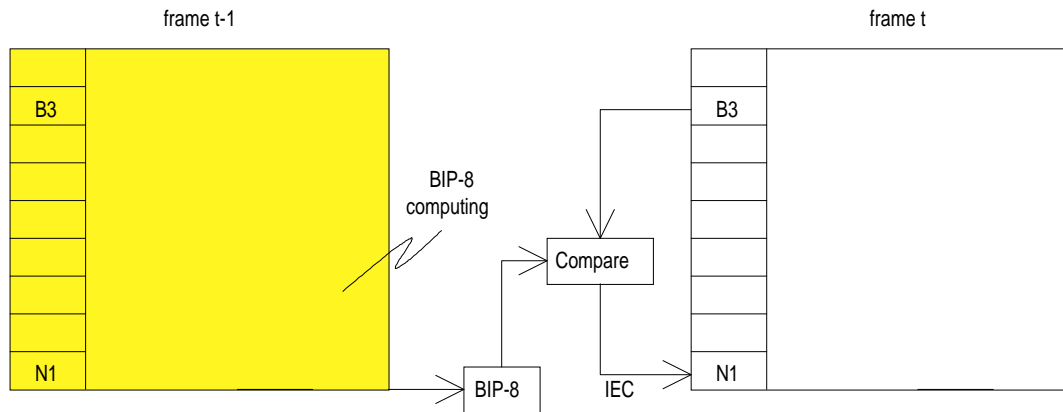 frame t-1
frame t
B3
B3
BIP-8
computing
Compare
N1
BIP-8
IEC
N1